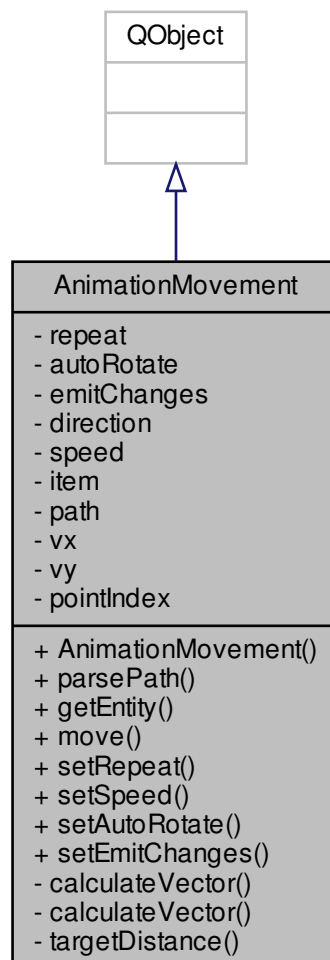 QObject
AnimationMovement
- repeat
- autoRotate
- emitChanges
- direction
- speed
- item
- path
- vx
- vy
- pointIndex
+ AnimationMovement()
+ parsePath()
+ getEntity()
+ move()
+ setRepeat()
+ setSpeed()
+ setAutoRotate()
+ setEmitChanges()
- calculateVector()
- calculateVector()
- targetDistance()